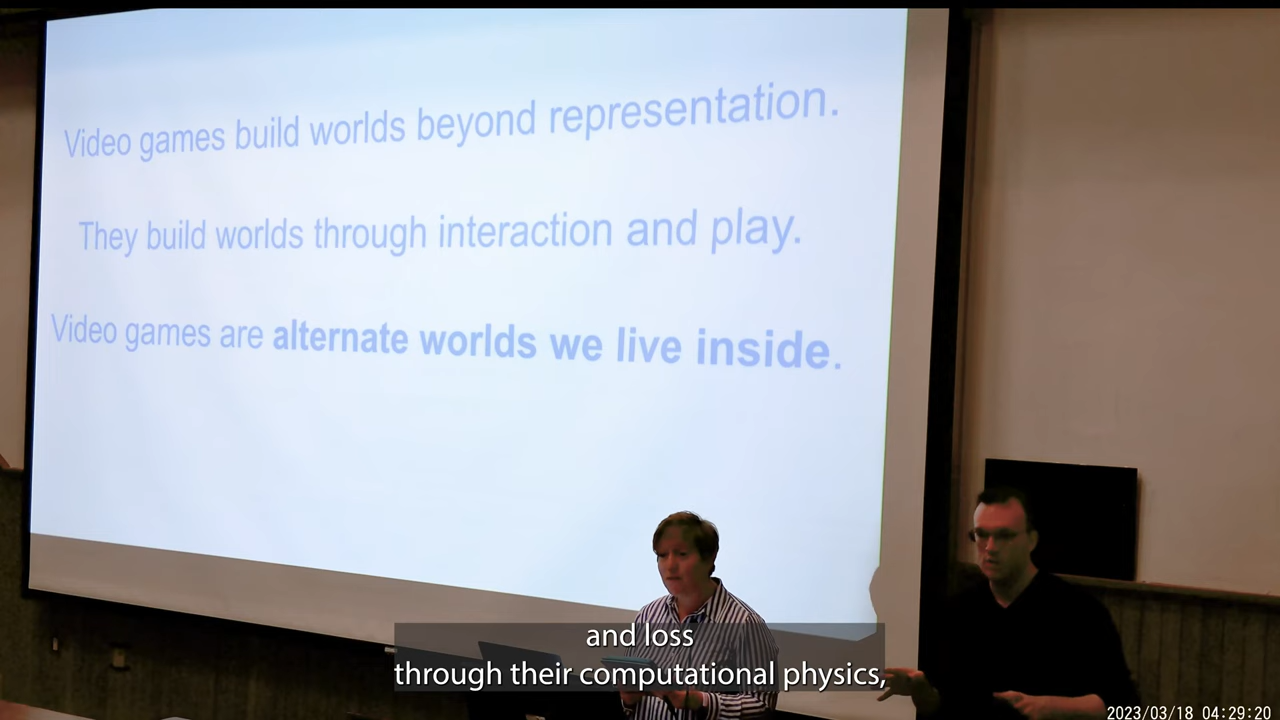 Video games build worlds beyond representation.
They build worlds through interaction and play.
Video games are alternate worlds we live inside.
and loss
through their computational physics,
2023/03/18 04:29:20